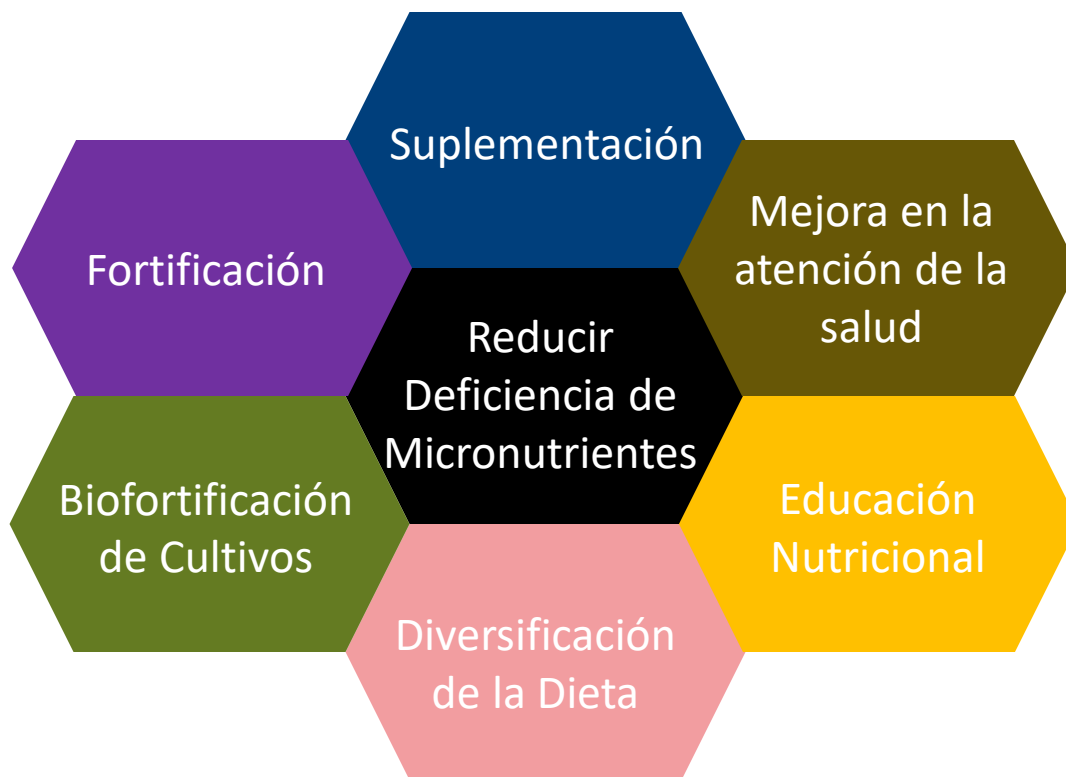 Suplementación
Fortificación
Mejora en la
atención de la
salud
Reducir
Deficiencia de
Micronutrientes
Biofortificación
de Cultivos
Educación
Nutricional
Diversificación
de la Dieta